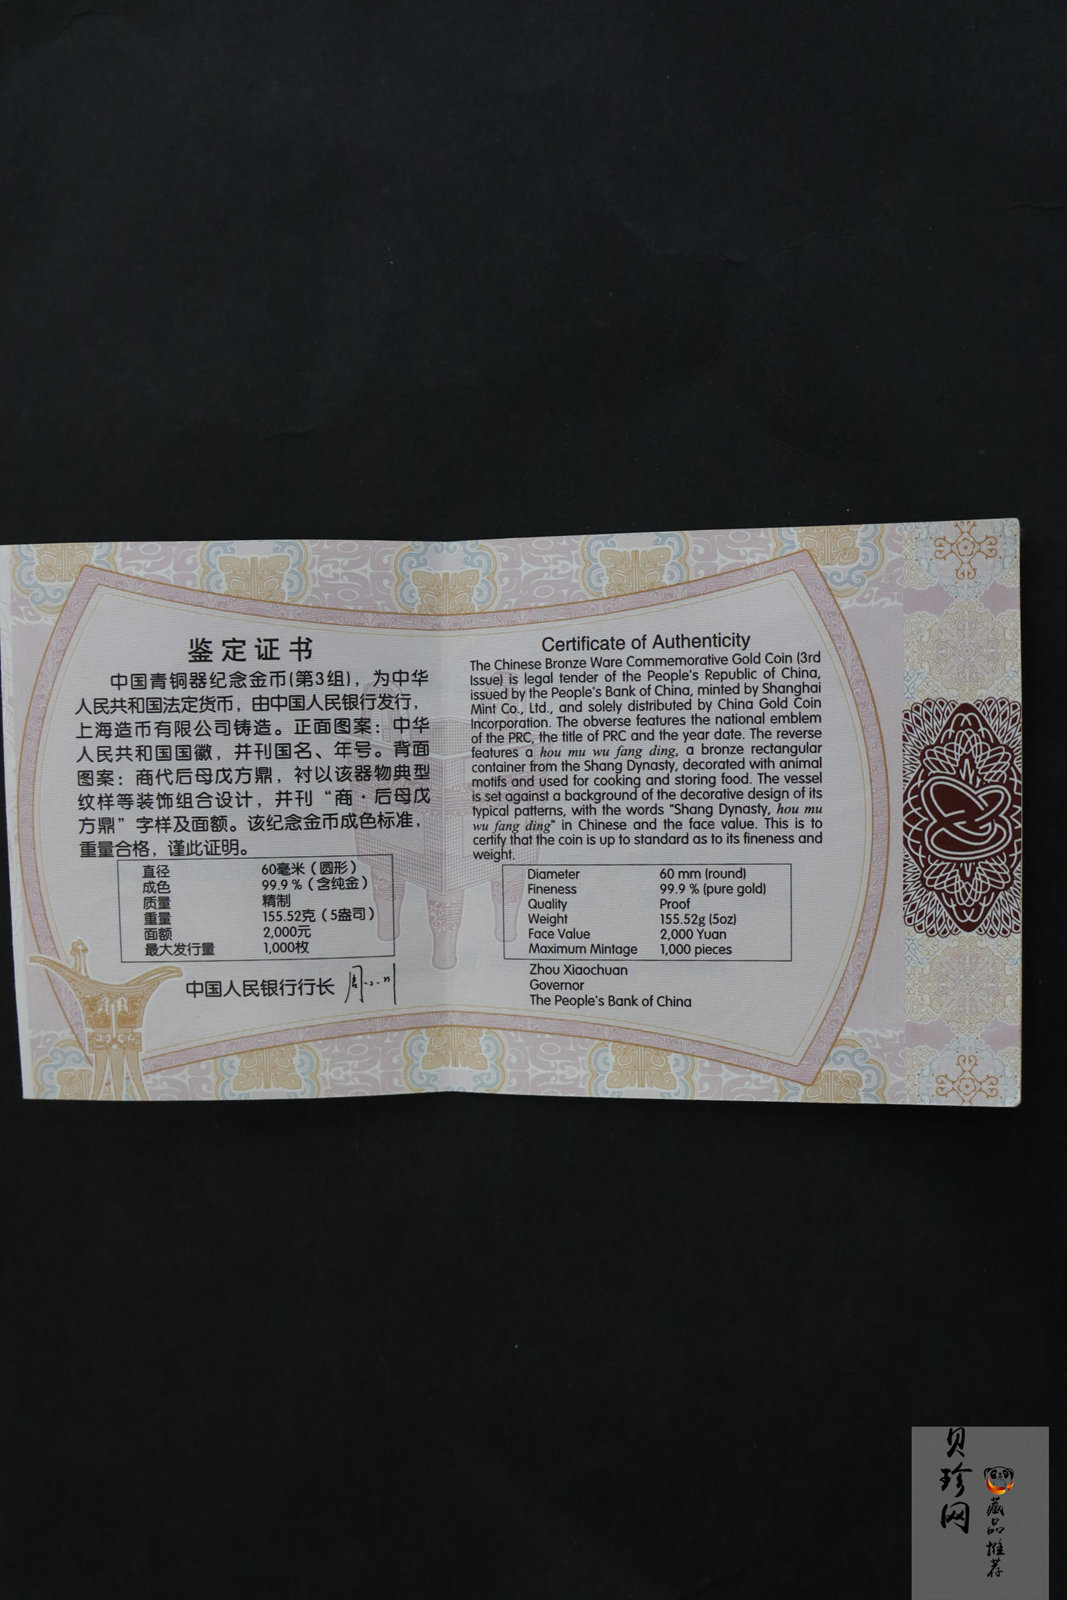 鉴定证书
中国青铜器纪念金币(第3组)，为中华
人民共和国法定货币，由中国人民银行发行，
上海造币有限公司铸造。正面图案：中华
人民共和国国徽，并刊国名、年号。背面
图案：商代后母戊方鼎，衬以该器物典型
纹样等装饰组合设计，并刊“商·后母戊
方鼎”字样及面额。该纪念金币成色标准，
重量合格，谨此证明。
直径 60毫米（圆形）
成色 99.9％（含纯金）
质量 精制
重量 155.52克（5盎司）
面额 2,000元
最大发行量 1,000枚
中国人民银行行长 周小川
Certificate of Authenticity
The Chinese Bronze Ware Commemorative Gold Coin (3rd
Issue) is legal tender of the People's Republic of China,
issued by the People's Bank of China, minted by Shanghai
Mint Co., Ltd., and solely distributed by China Gold Coin
Incorporation. The obverse features the national emblem
of the PRC, the title of PRC and the year date. The reverse
features a hou mu wu fang ding, a bronze rectangular
container from the Shang Dynasty, decorated with animal
motifs and used for cooking and storing food. The vessel
is set against a background of the decorative design of its
typical patterns, with the words "Shang Dynasty, hou mu
wu fang ding" in Chinese and the face value. This is to
certify that the coin is up to standard as to its fineness and
weight.
Diameter 60 mm (round)
Fineness 99.9 % (pure gold)
Quality Proof
Weight 155.52g (5oz)
Face Value 2,000 Yuan
Maximum Mintage 1,000 pieces
Zhou Xiaochuan
Governor
The People's Bank of China
贝珍网
藏品推荐